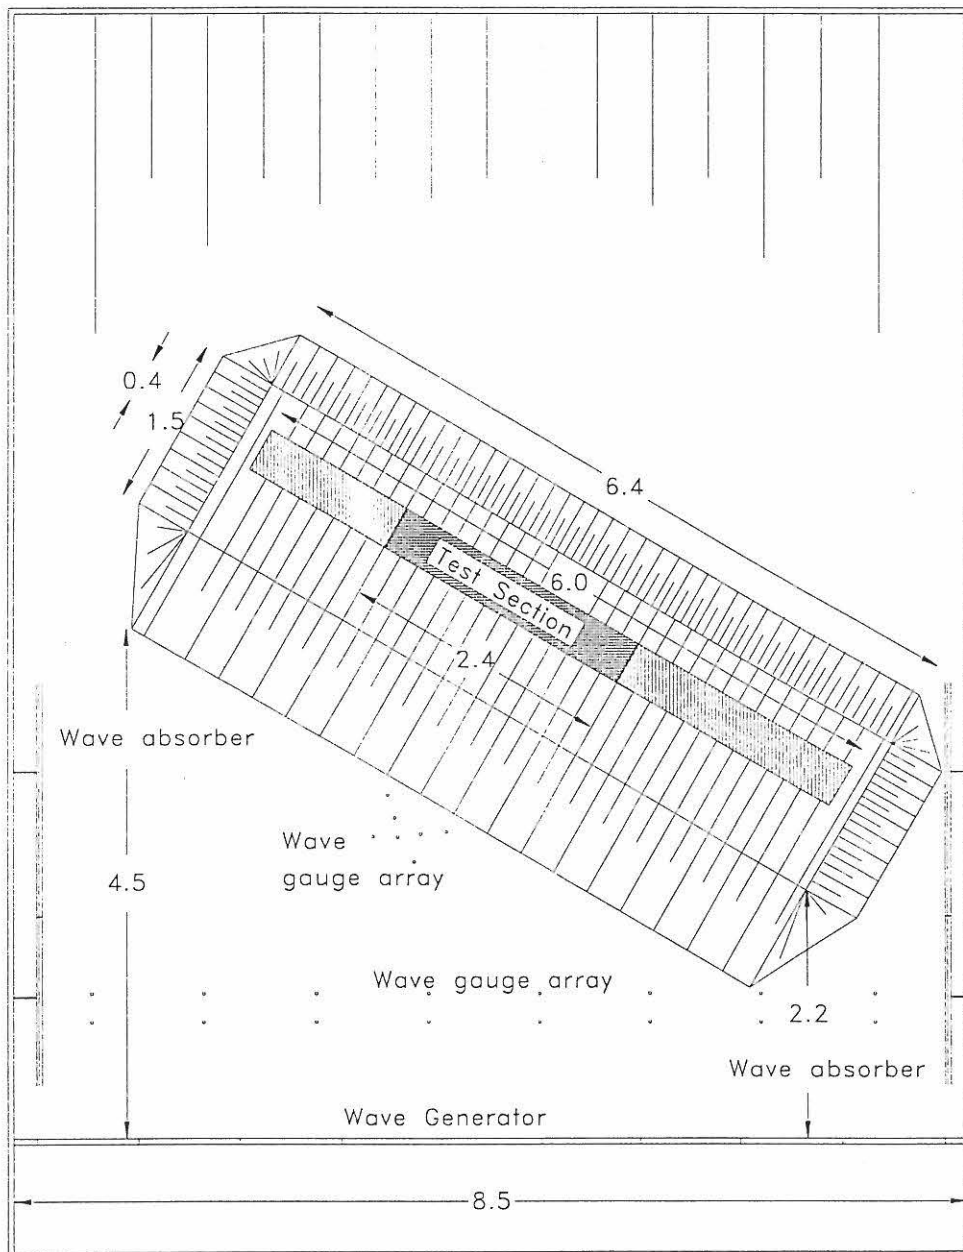 0.4
1.5
6.4
Test Section
6.0
2.4
Wave absorber
Wave
gauge array
4.5
Wave gauge array
2.2
Wave absorber
Wave Generator
8.5